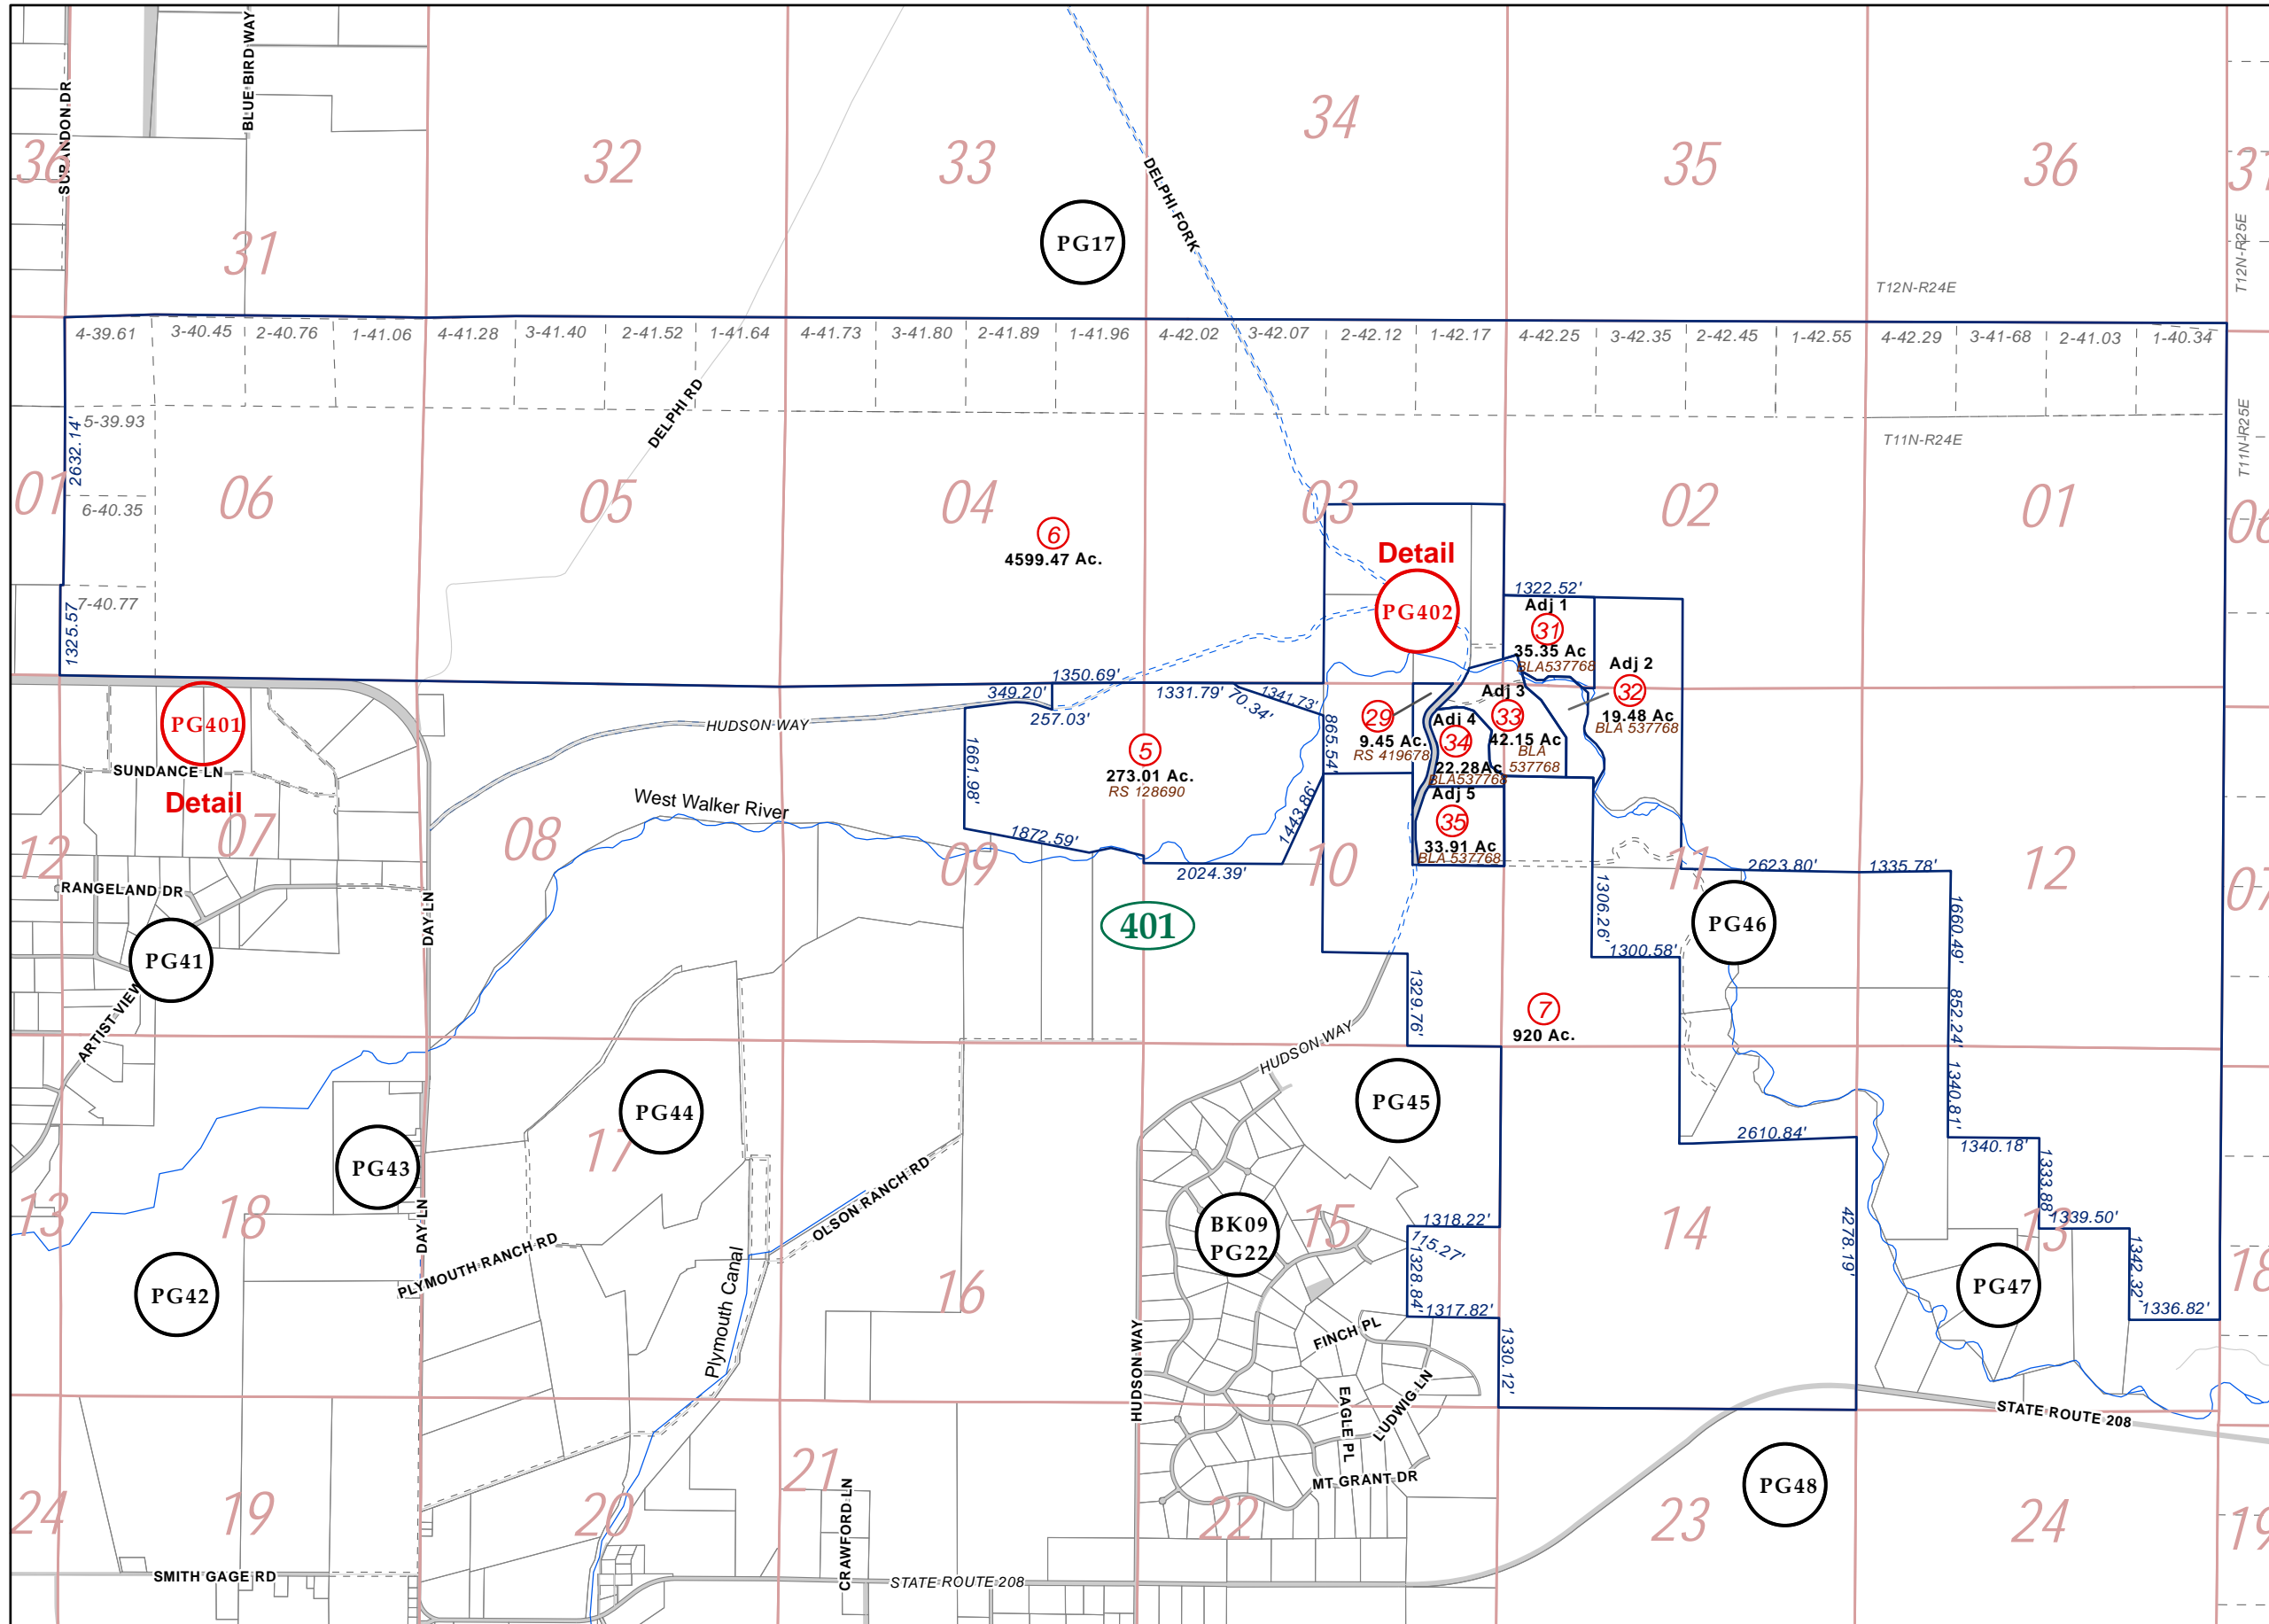 SURANDON DR
BLUE BIRD WAY
36
31
32
33
34
35
36
31
PG17
DELPHI FORK
T12N-R24E
T12N-R25E
4-39.61
3-40.45
2-40.76
1-41.06
4-41.28
3-41.40
2-41.52
1-41.64
4-41.73
3-41.80
2-41.89
1-41.96
4-42.02
3-42.07
2-42.12
1-42.17
4-42.25
3-42.35
2-42.45
1-42.55
4-42.29
3-41-68
2-41.03
1-40.34
5-39.93
6-40.35
7-40.77
2632.14'
1325.57
DELPHI RD
T11N-R24E
T11N-R25E
01
06
05
04
03
02
01
06
6
4599.47 Ac.
Detail
PG402
1322.52'
Adj 1
31
35.35 Ac
BLA537768
Adj 2
32
19.48 Ac
BLA 537768
Adj 3
33
42.15 Ac
BLA
537768
Adj 4
34
22.28Ac
BLA537768
Adj 5
35
33.91 Ac
BLA 537768
29
9.45 Ac.
RS 419678
1350.69'
349.20'
257.03'
1331.79'
70.34'
1341.73'
865.54'
1661.98'
5
273.01 Ac.
RS 128690
1872.59'
2024.39'
1443.86'
PG401
SUNDANCE LN
Detail
HUDSON WAY
West Walker River
12
07
08
09
10
11
12
07
RANGELAND DR
DAY LN
PG41
ARTIST VIEW
401
2623.80'
1335.78'
PG46
1306.26'
1300.58'
1660.49'
852.24'
1340.81'
1329.76'
7
920 Ac.
HUDSON WAY
PG44
PG45
PG43
2610.84'
1340.18'
1333.88'
1339.50'
1342.32'
1336.82'
13
18
17
16
15
14
13
18
DAY LN
PLYMOUTH RANCH RD
OLSON RANCH RD
Plymouth Canal
PG42
BK09
PG22
1318.22'
115.27'
1328.84'
1317.82'
1330.12'
4278.19'
PG47
HUDSON WAY
FINCH PL
EAGLE PL
LUDWIG LN
MT GRANT DR
STATE ROUTE 208
PG48
24
19
20
21
22
23
24
19
CRAWFORD LN
SMITH GAGE RD
STATE ROUTE 208